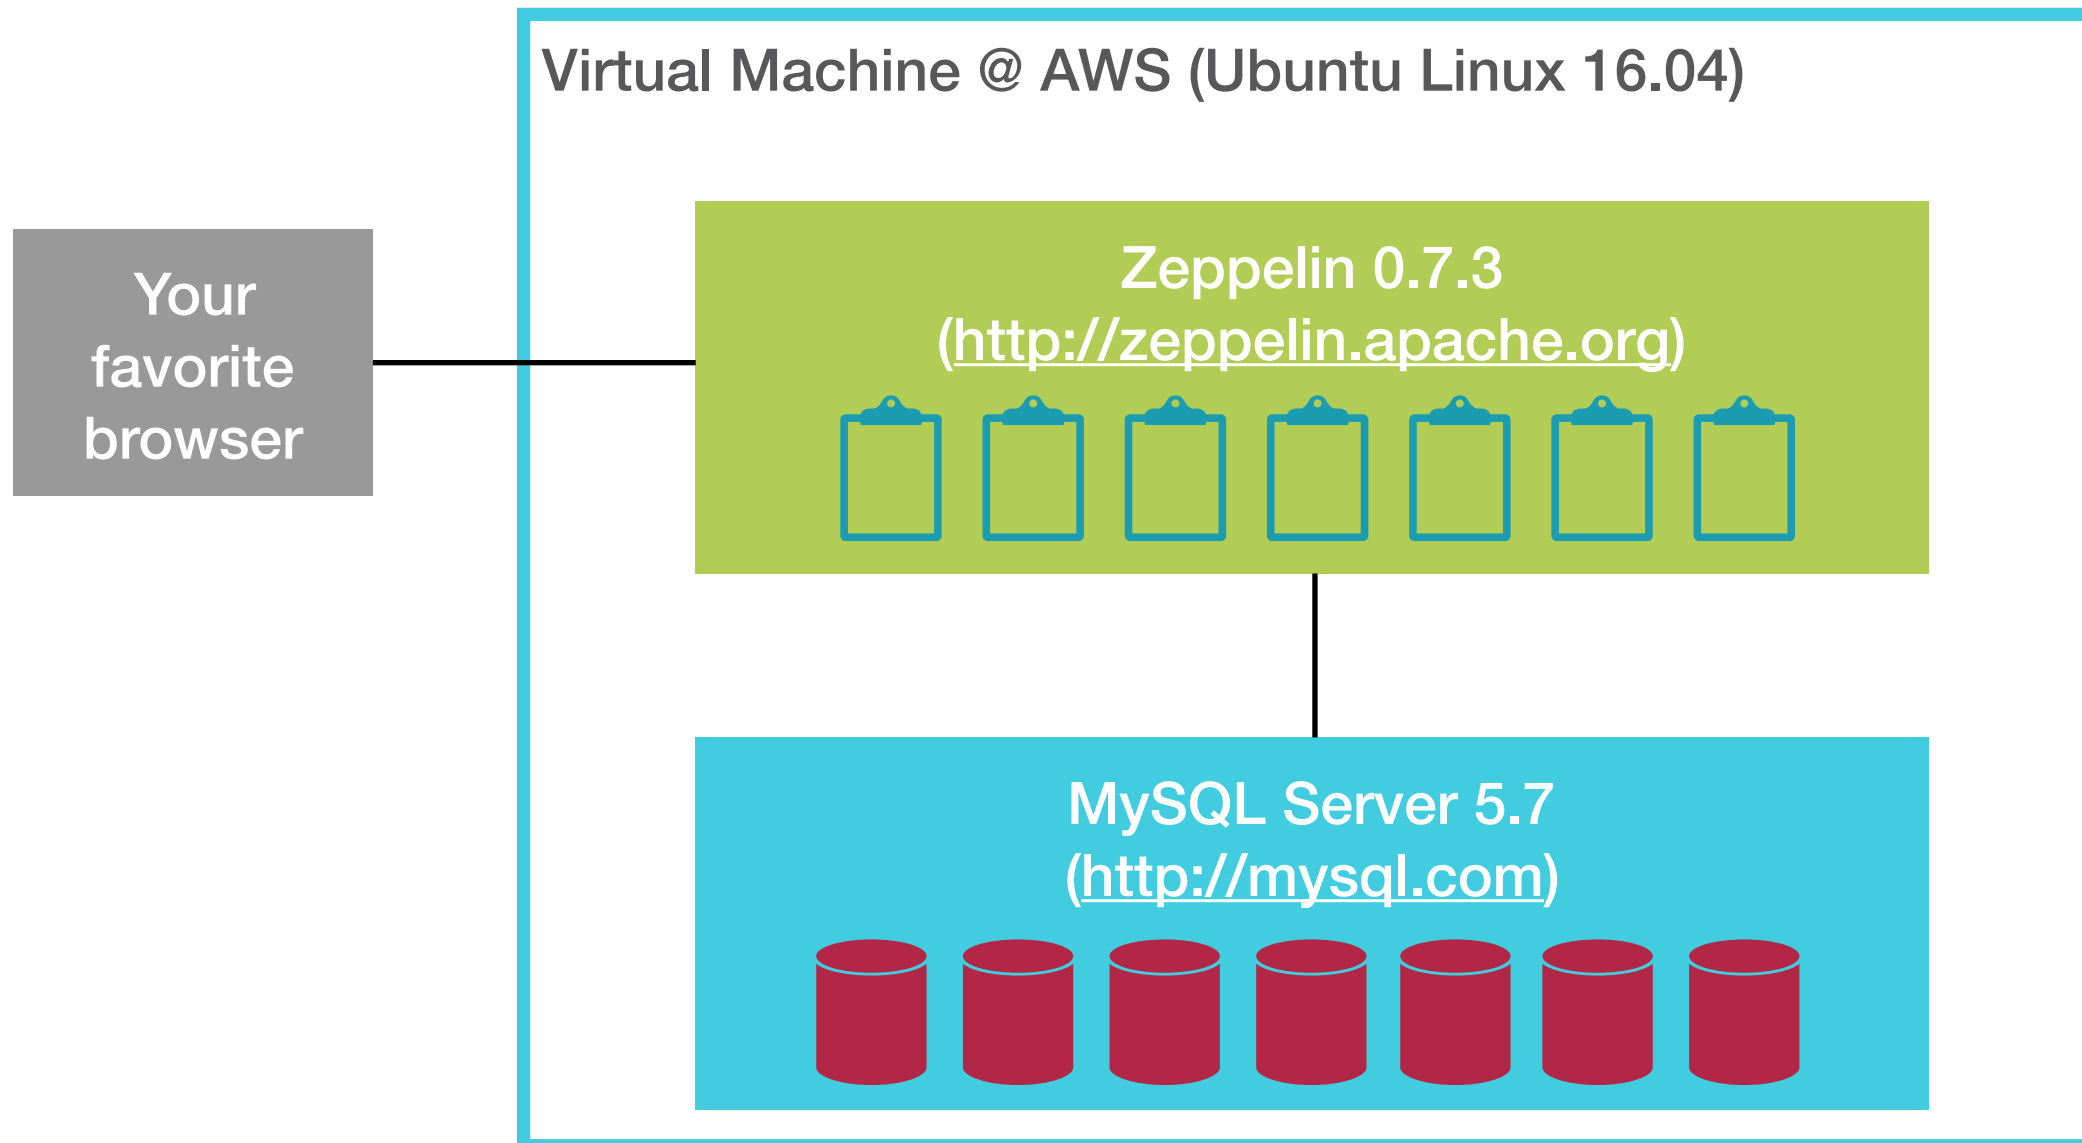 Virtual Machine @ AWS (Ubuntu Linux 16.04)
Your
favorite
browser
Zeppelin 0.7.3
(http://zeppelin.apache.org)
MySQL Server 5.7
(http://mysql.com)